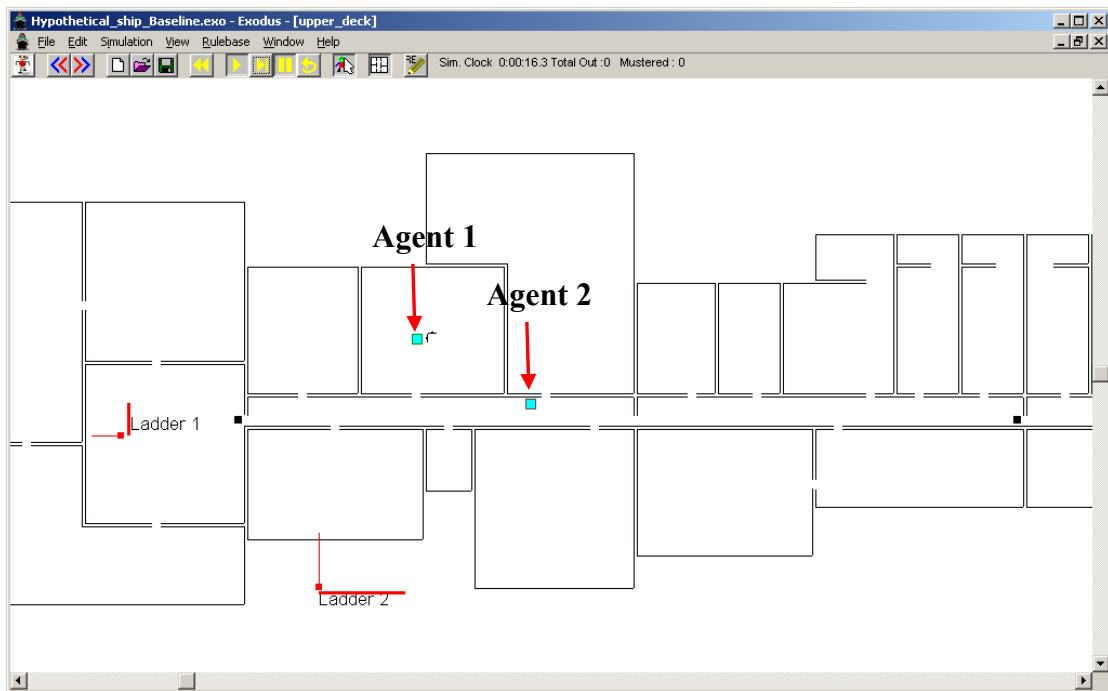 Hypothetical_ship_Baseline.exo - Exodus - [upper_deck]
File Edit Simulation View Rulebase Window Help
Sim. Clock 0:00:16.3 Total Out :0 Mustered : 0
Agent 1
Agent 2
Ladder 1
Ladder 2